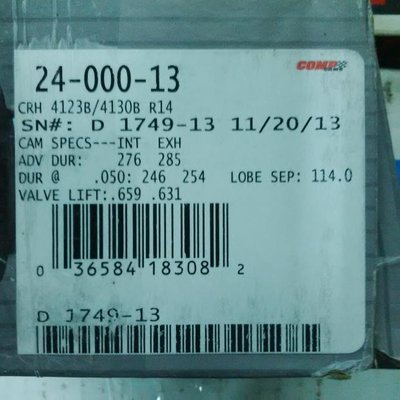 COMP
CAMS
24-000-13
CRH 4123B/4130B R14
SN#: D 1749-13 11/20/13
CAM SPECS---INT EXH
ADV DUR: 276 285
DUR @ .050: 246 254 LOBE SEP: 114.0
VALVE LIFT:.659 .631
0 36584 18308 2
D 1749-13